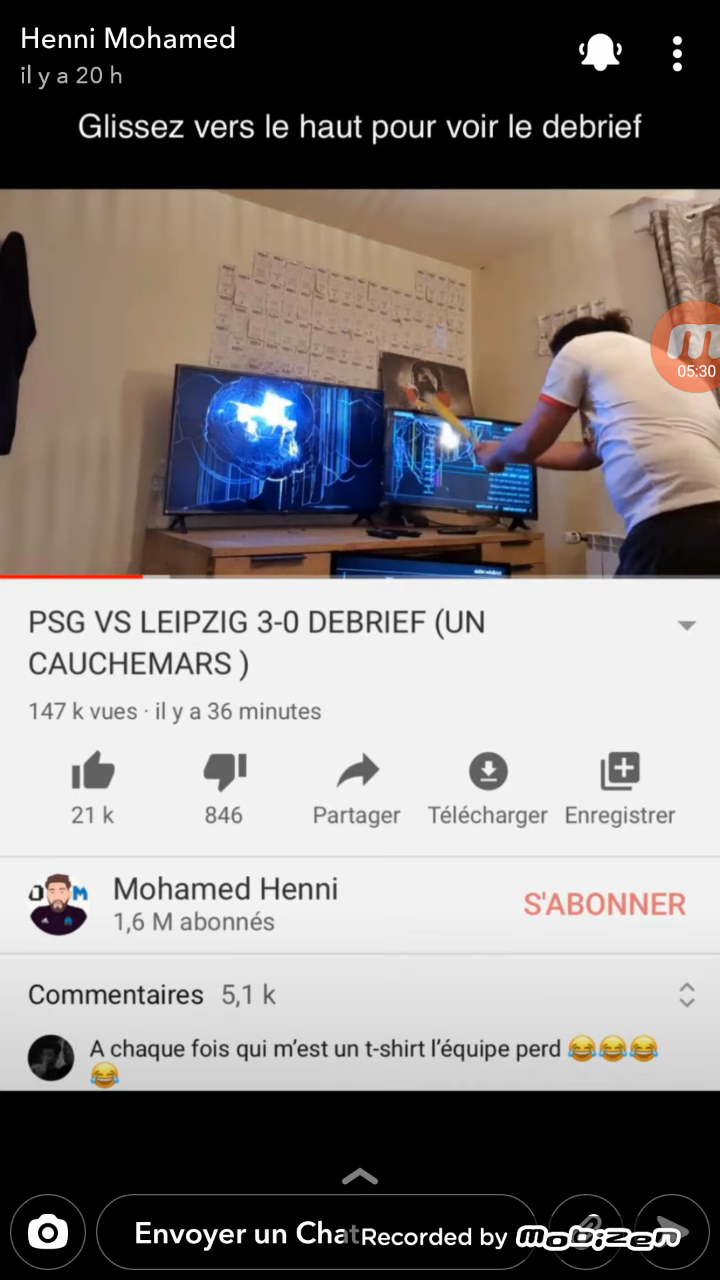 Henni Mohamed
il y a 20 h
Glissez vers le haut pour voir le debrief
05:30
PSG VS LEIPZIG 3-0 DEBRIEF (UN
CAUCHEMARS )
147 k vues · il y a 36 minutes
21 k
846
Partager
Télécharger
Enregistrer
Mohamed Henni
1,6 M abonnés
S'ABONNER
Commentaires 5,1 k
A chaque fois qui m’est un t-shirt l’équipe perd 😂😂😂
😂
Envoyer un Chat
Recorded by mobizen